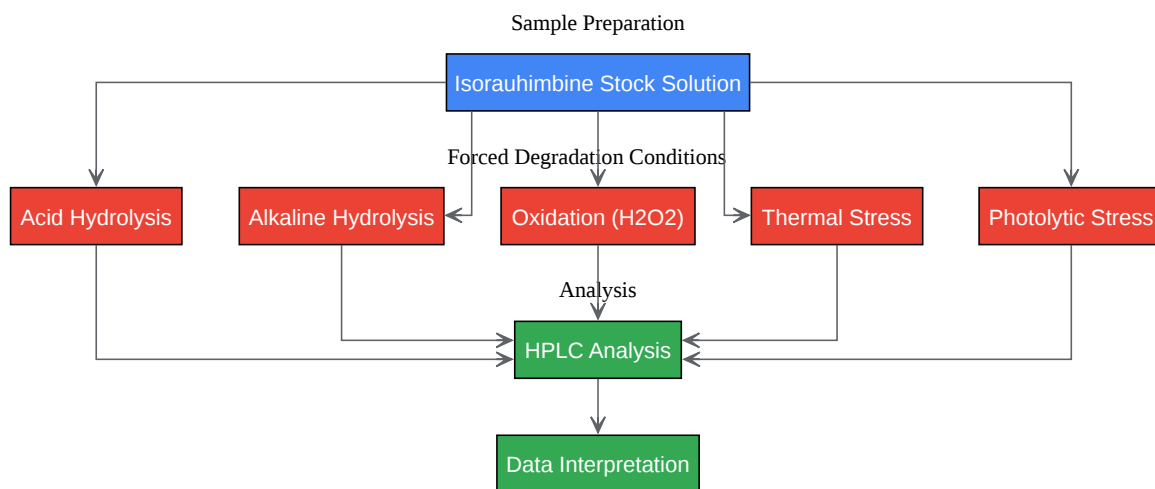 Sample Preparation
Isorauhimbine Stock Solution
Forced Degradation Conditions
Acid Hydrolysis
Alkaline Hydrolysis
Oxidation (H2O2)
Thermal Stress
Photolytic Stress
Analysis
HPLC Analysis
Data Interpretation